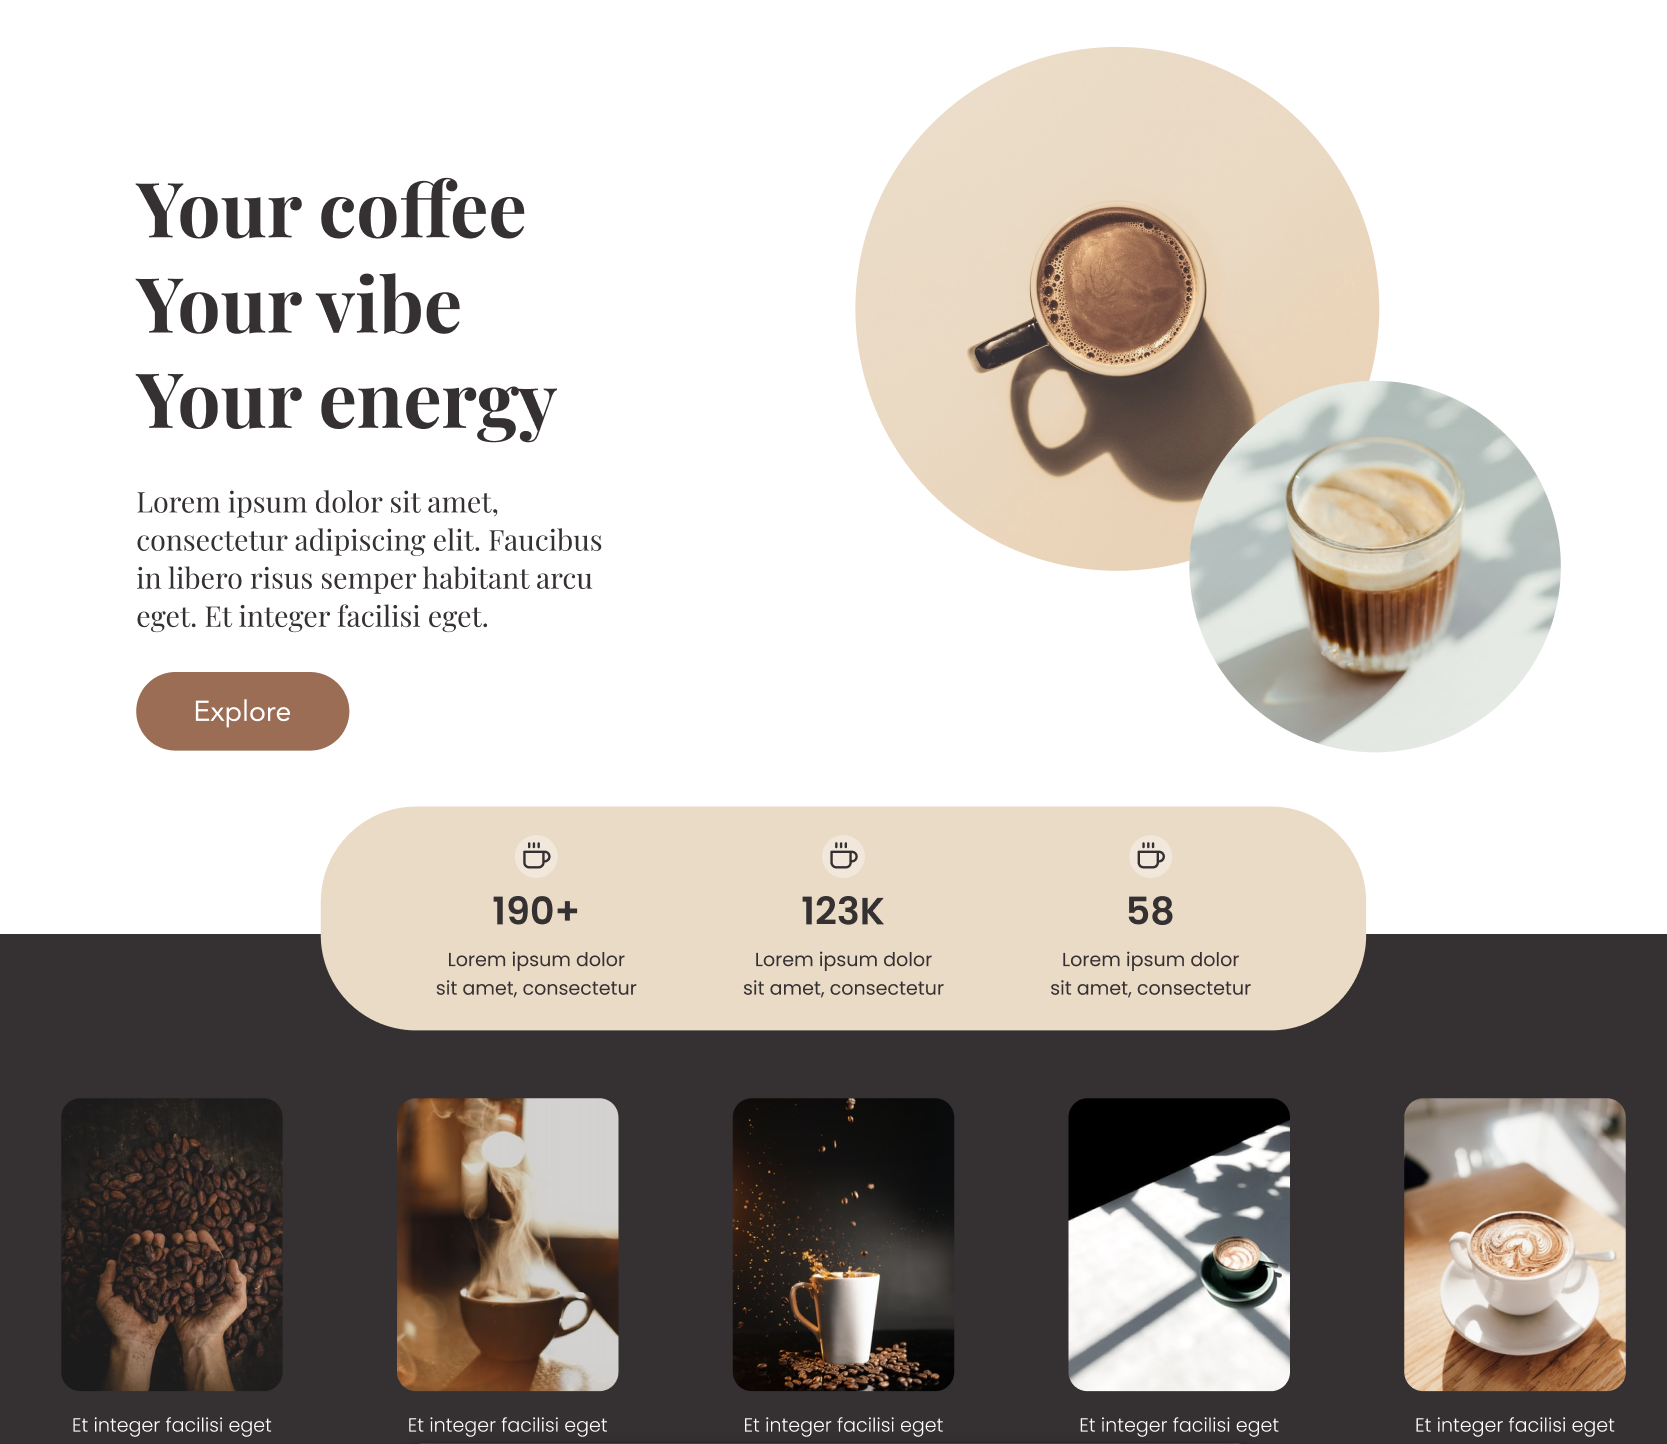 Your coffee
Your vibe
Your energy
Lorem ipsum dolor sit amet,
consectetur adipiscing elit. Faucibus
in libero risus semper habitant arcu
eget. Et integer facilisi eget.
Explore
190+
Lorem ipsum dolor
sit amet, consectetur
123K
Lorem ipsum dolor
sit amet, consectetur
58
Lorem ipsum dolor
sit amet, consectetur
Et integer facilisi eget
Et integer facilisi eget
Et integer facilisi eget
Et integer facilisi eget
Et integer facilisi eget